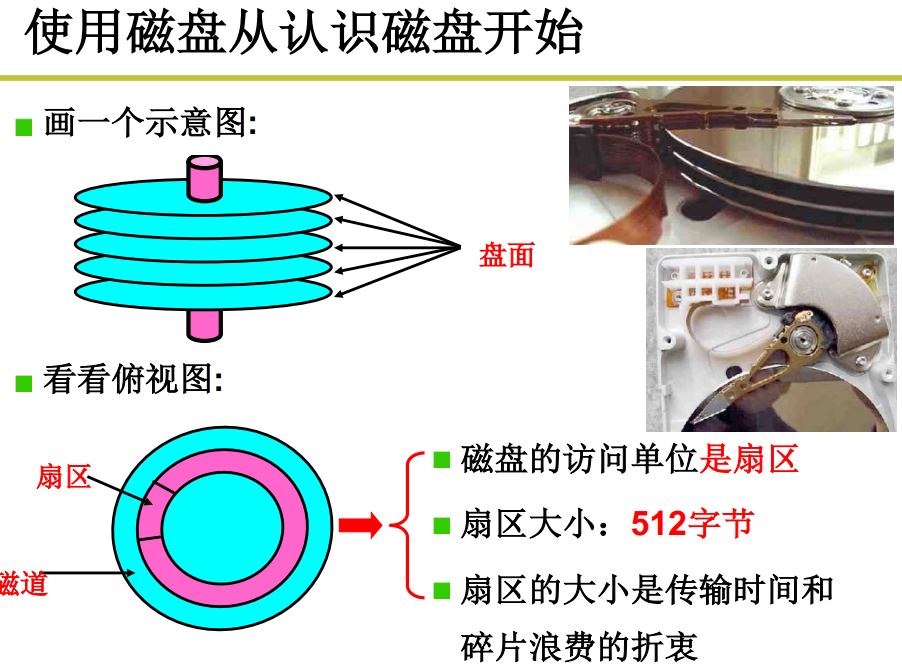 使用磁盘从认识磁盘开始
画一个示意图:
盘面
看看俯视图:
扇区
磁道
磁盘的访问单位是扇区
扇区大小：512字节
扇区的大小是传输时间和
碎片浪费的折衷